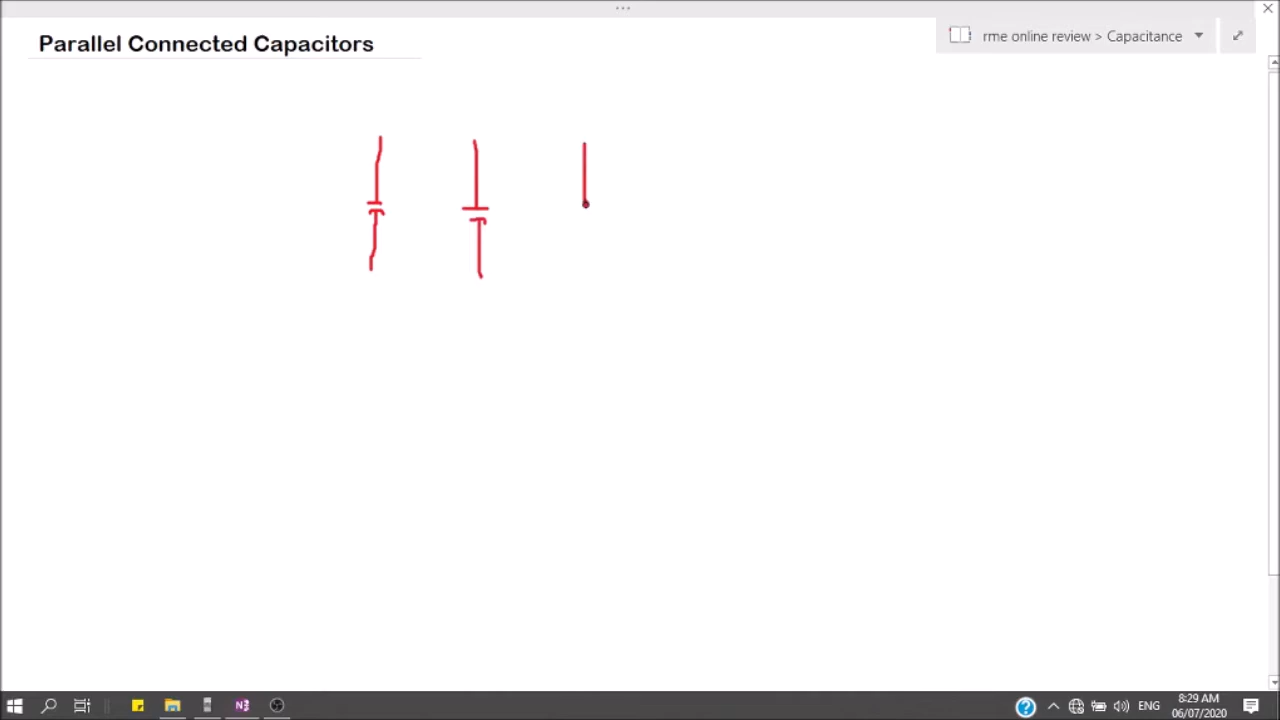 Parallel Connected Capacitors
rme online review > Capacitance
ENG
8:29 AM
06/07/2020